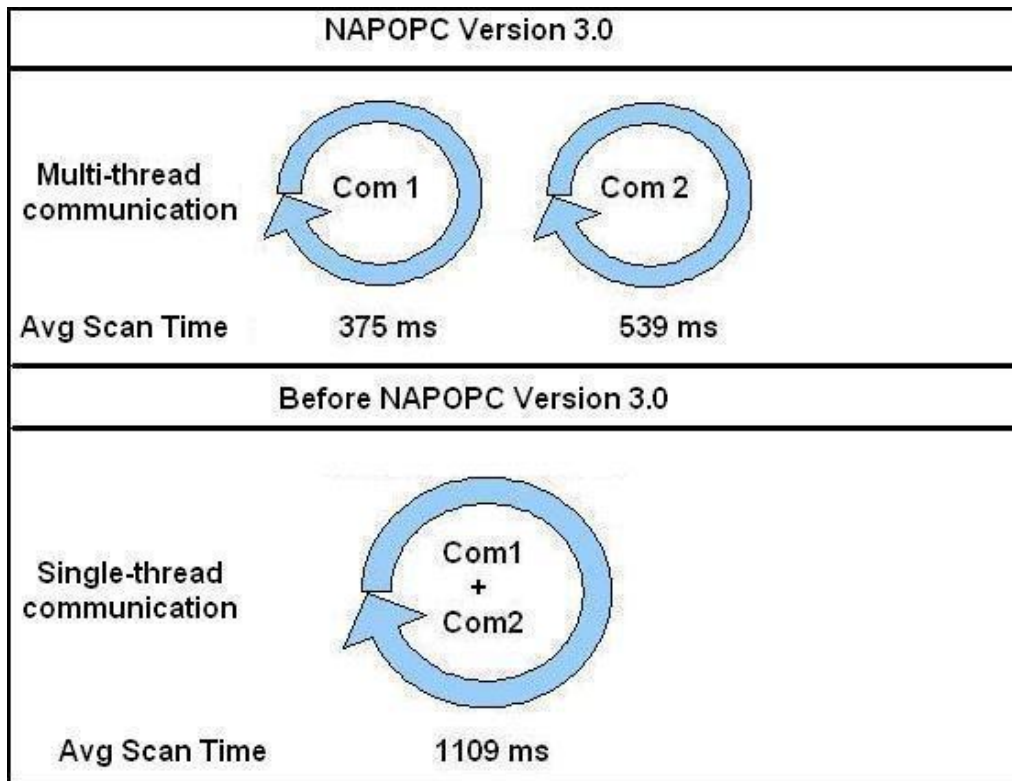 NAPOPC Version 3.0
Multi-thread
communication
Com 1
Com 2
Avg Scan Time
375 ms
539 ms
Before NAPOPC Version 3.0
Single-thread
communication
Com1
+
Com2
Avg Scan Time
1109 ms